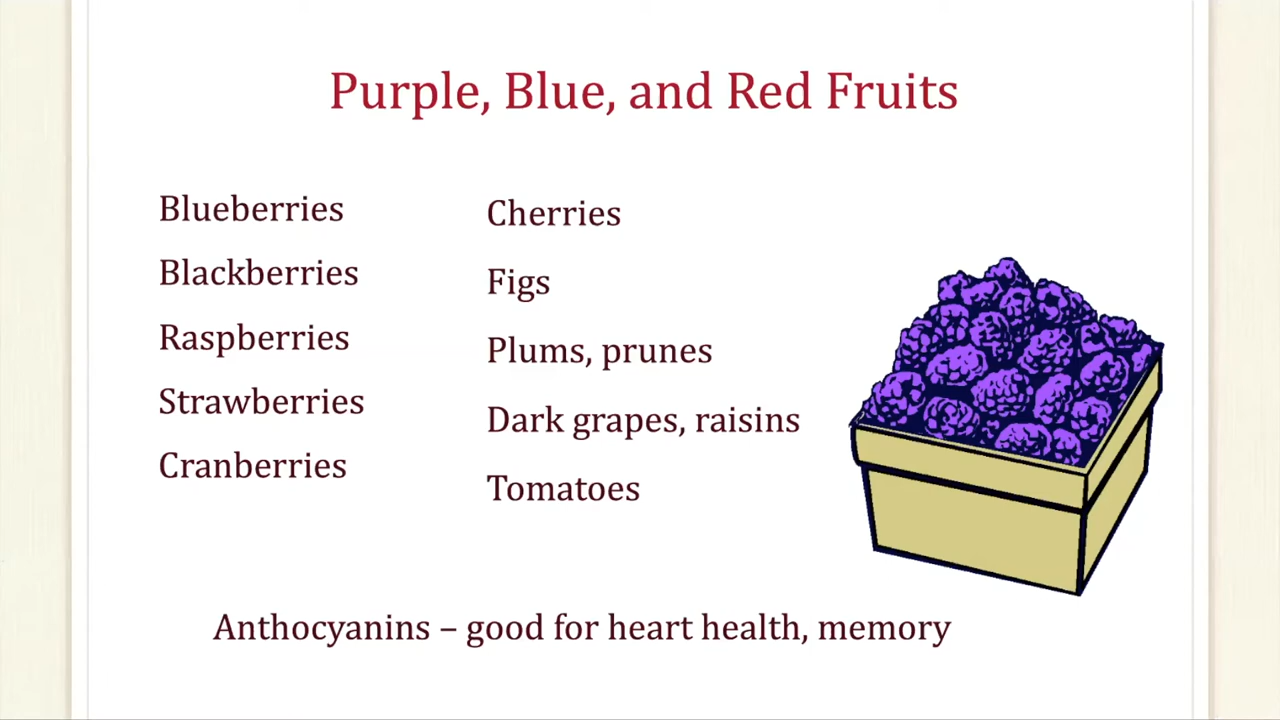 Purple, Blue, and Red Fruits
Blueberries
Blackberries
Raspberries
Strawberries
Cranberries
Cherries
Figs
Plums, prunes
Dark grapes, raisins
Tomatoes
Anthocyanins – good for heart health, memory